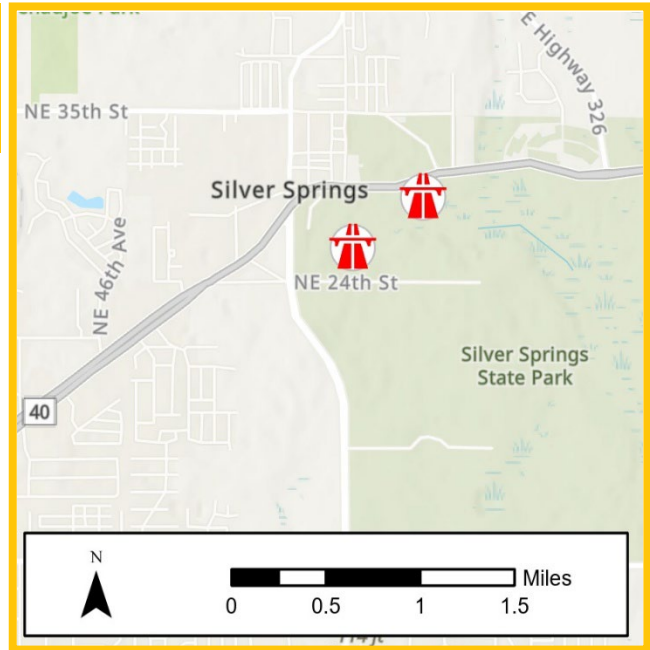 NE 35th St
E Highway 326
Silver Springs
NE 46th Ave
NE 24th St
Silver Springs
State Park
40
N
Miles
0 0.5 1 1.5